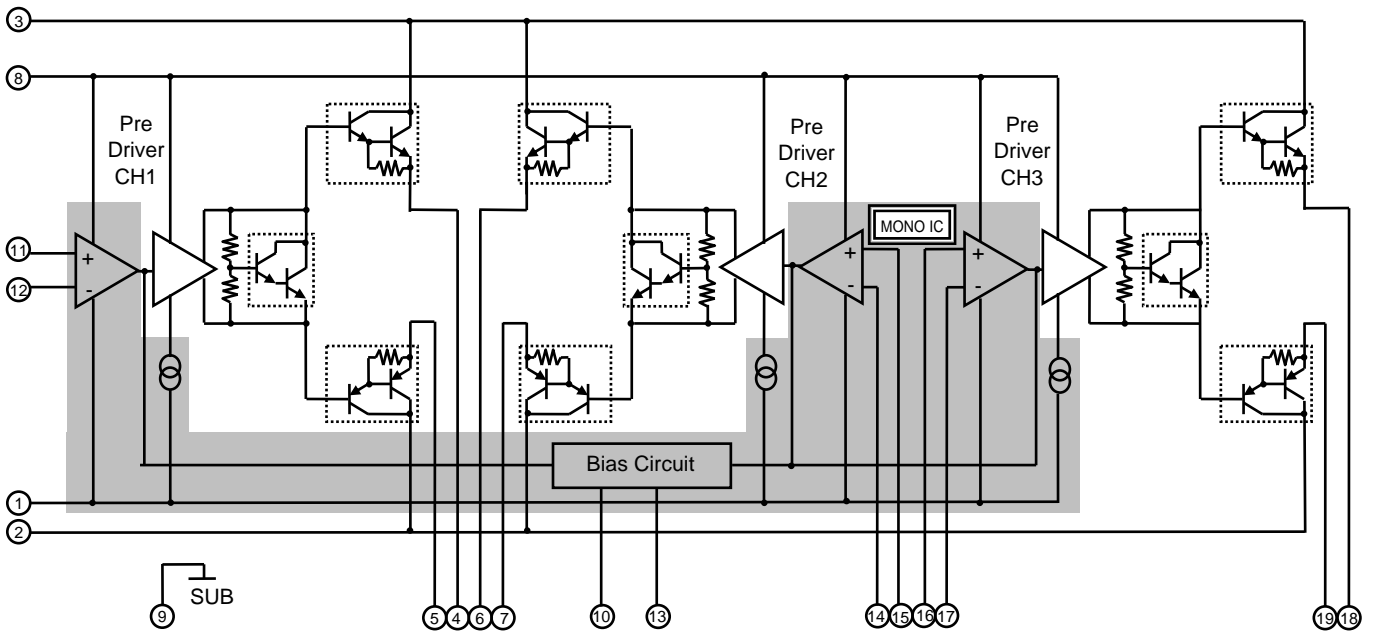 3
8
Pre
Driver
CH1
Pre
Driver
CH2
Pre
Driver
CH3
11
+
12
-
MONO IC
+
-
+
-
Bias Circuit
1
2
9
SUB
5 4 6 7 10 13 14 15 16 17 19 18